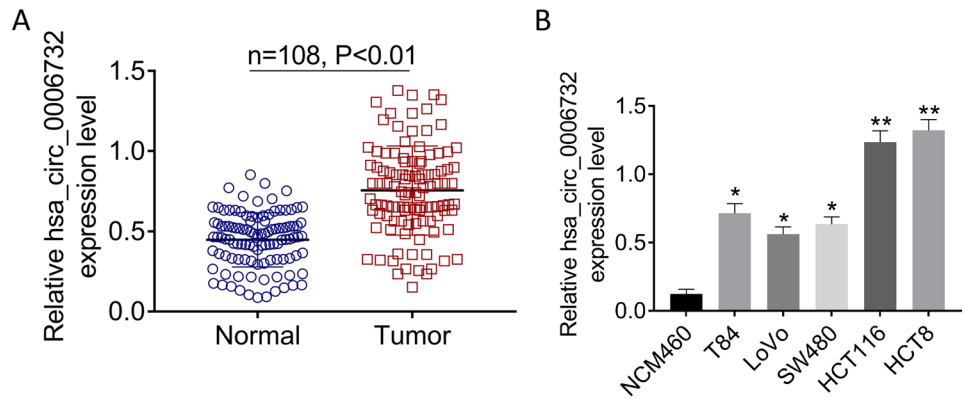 A
Relative hsa_circ_0006732
expression level
n=108, P<0.01
1.5
1.0
0.5
0.0
Normal
Tumor
B
Relative hsa_circ_0006732
expression level
1.5
1.0
0.5
0.0
*
*
*
**
**
NCM460
T84
LoVo
SW480
HCT116
HCT8